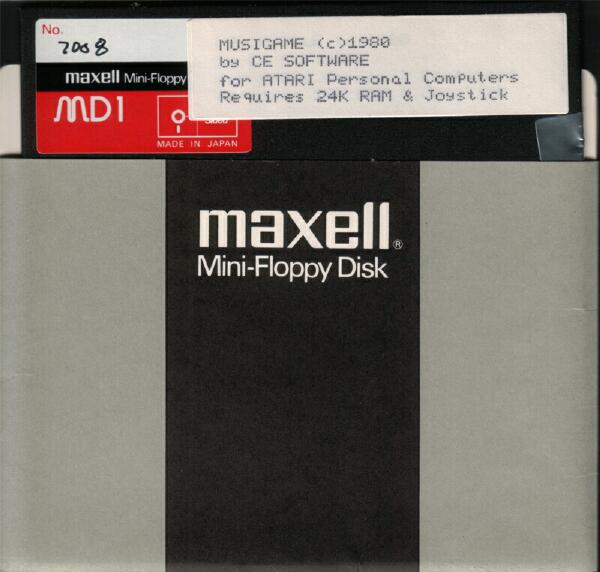 No.
7008
maxell Mini-Floppy
MD1
Sided
MADE IN JAPAN
MUSIGAME (c)1980
by CE SOFTWARE
for ATARI Personal Computers
Requires 24K RAM & Joystick
maxell®
Mini-Floppy Disk